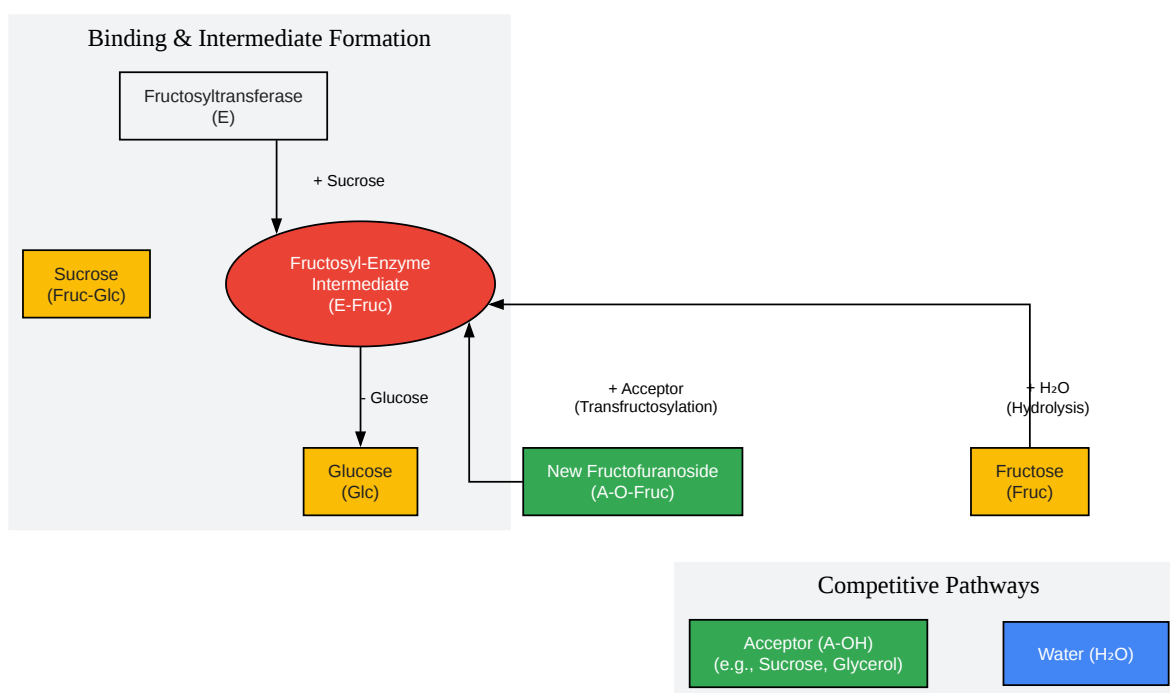 Binding & Intermediate Formation
Fructosyltransferase
(E)
+ Sucrose
Sucrose
(Fruc-Glc)
Fructosyl-Enzyme
Intermediate
(E-Fruc)
- Glucose
+ Acceptor
(Transfructosylation)
+ H₂O
(Hydrolysis)
Glucose
(Glc)
New Fructofuranoside
(A-O-Fruc)
Fructose
(Fruc)
Competitive Pathways
Acceptor (A-OH)
(e.g., Sucrose, Glycerol)
Water (H₂O)